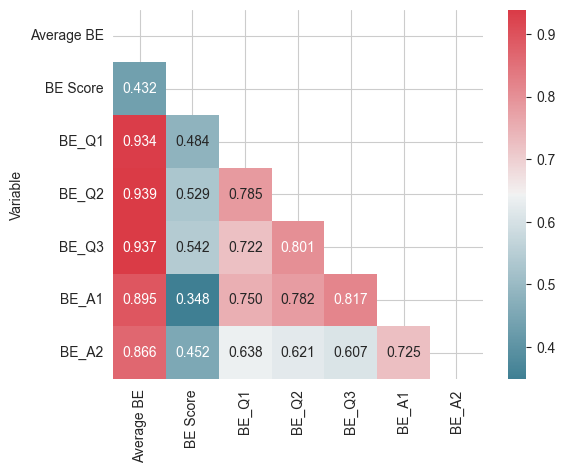 Average BE
BE Score 0.432
BE_Q1 0.934 0.484
BE_Q2 0.939 0.529 0.785
BE_Q3 0.937 0.542 0.722 0.801
BE_A1 0.895 0.348 0.750 0.782 0.817
BE_A2 0.866 0.452 0.638 0.621 0.607 0.725
Variable
Average BE BE Score BE_Q1 BE_Q2 BE_Q3 BE_A1 BE_A2
0.9
0.8
0.7
0.6
0.5
0.4